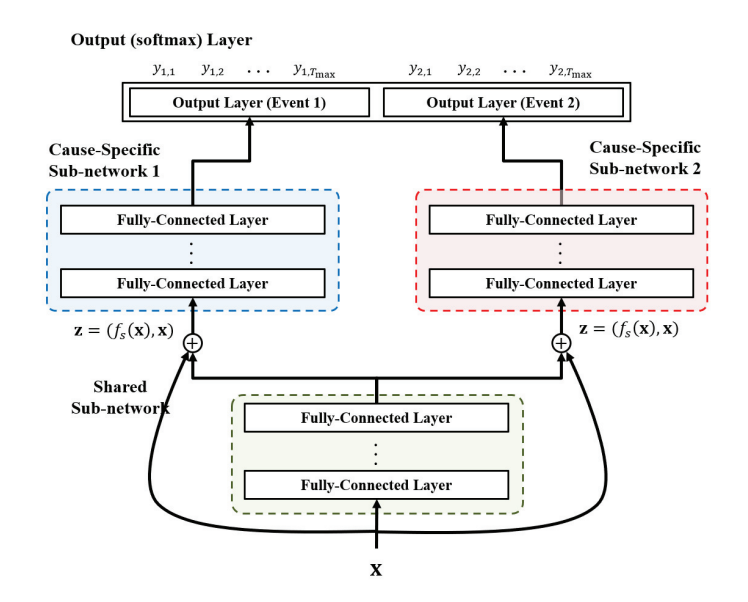 Output (softmax) Layer
y₁,₁ y₁,₂ ··· y₁,Tmax y₂,₁ y₂,₂ ··· y₂,Tmax
Output Layer (Event 1) Output Layer (Event 2)
Cause-Specific
Sub-network 1
Cause-Specific
Sub-network 2
Fully-Connected Layer Fully-Connected Layer
⋮ ⋮
Fully-Connected Layer Fully-Connected Layer
z = (fₛ(x), x) z = (fₛ(x), x)
+ +
Shared
Sub-network
Fully-Connected Layer
⋮
Fully-Connected Layer
x